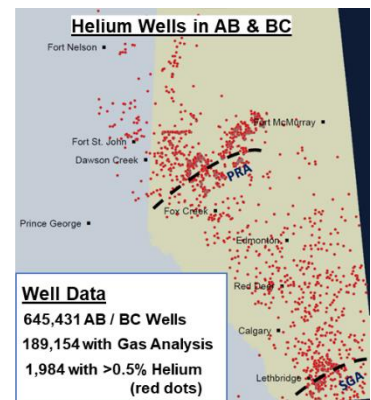 Helium Wells in AB & BC
Fort Nelson
Fort McMurray
Fort St. John
Dawson Creek
PRA
Fox Creek
Prince George
Edmonton
Red Deer
Calgary
Lethbridge
SGA
Well Data
645,431 AB / BC Wells
189,154 with Gas Analysis
1,984 with >0.5% Helium
(red dots)